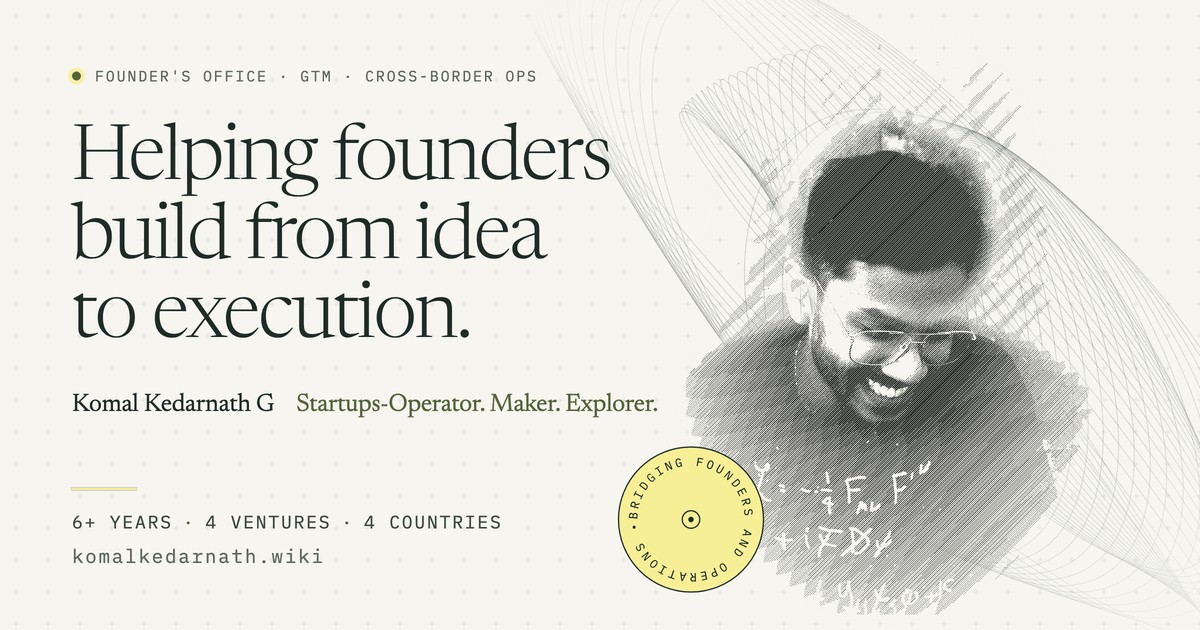 FOUNDER'S OFFICE · GTM · CROSS-BORDER OPS
Helping founders
build from idea
to execution.
Komal Kedarnath G Startups-Operator. Maker. Explorer.
6+ YEARS · 4 VENTURES · 4 COUNTRIES
komalkedarnath.wiki
BRIDGING FOUNDERS AND OPERATIONS ·